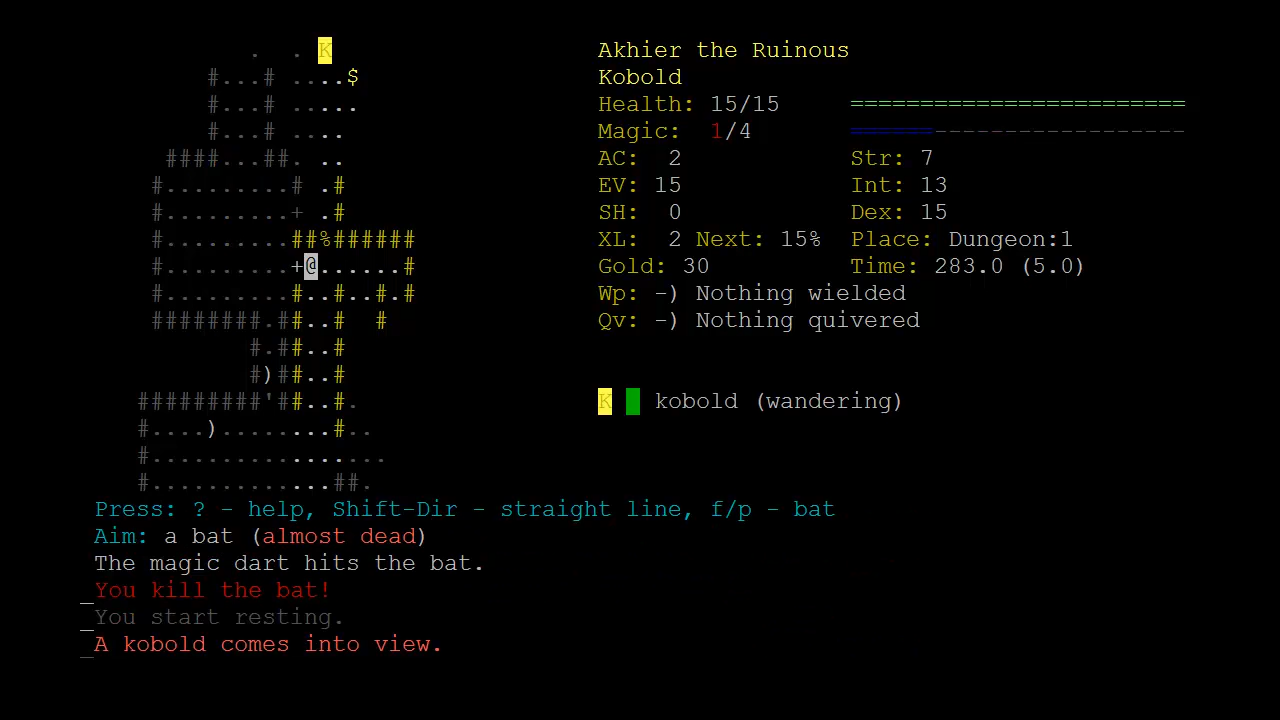 .  . K          Akhier the Ruinous
#...# ....$     Kobold
#...# .....     Health: 15/15     ========================
#...# ....      Magic:  1/4     ======------------------
####...##. ..      AC:  2     Str: 7
#.........# .#      EV: 15     Int: 13
#.........+ .#      SH:  0     Dex: 15
#.........##%######      XL:  2 Next: 15%  Place: Dungeon:1
#.........+@......#      Gold: 30     Time: 283.0 (5.0)
#.........#..#..#.#      Wp: -) Nothing wielded
########.##..#  #      Qv: -) Nothing quivered
#.##..#
#)##..#      K   kobold (wandering)
#########'##..#.
#....)........#..
#.................
#.............##.
Press: ? - help, Shift-Dir - straight line, f/p - bat
Aim: a bat (almost dead)
The magic dart hits the bat.
You kill the bat!
_You start resting.
_A kobold comes into view.
_